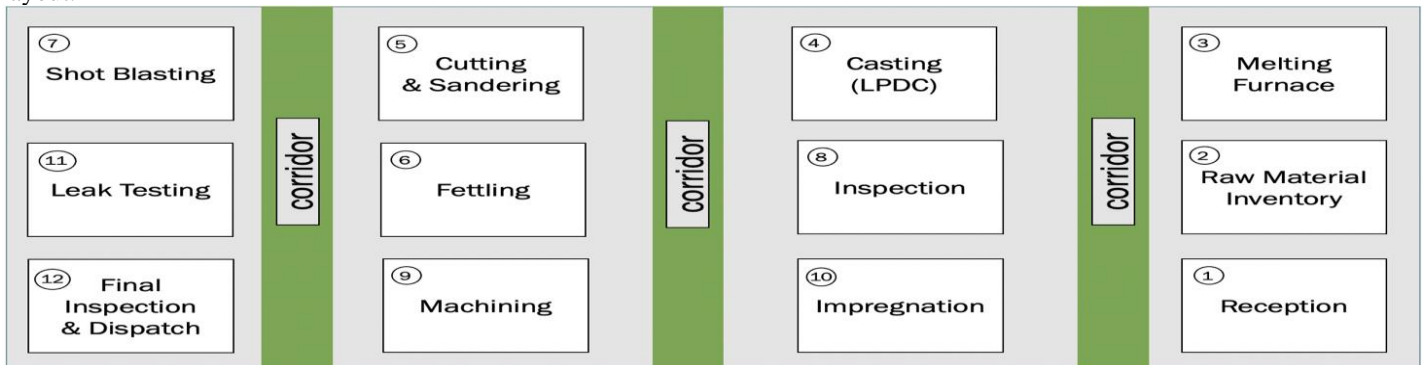 7
Shot Blasting
11
Leak Testing
12
Final
Inspection
& Dispatch
corridor
5
Cutting
& Sandering
6
Fettling
9
Machining
corridor
4
Casting
(LPDC)
8
Inspection
10
Impregnation
corridor
3
Melting
Furnace
2
Raw Material
Inventory
1
Reception